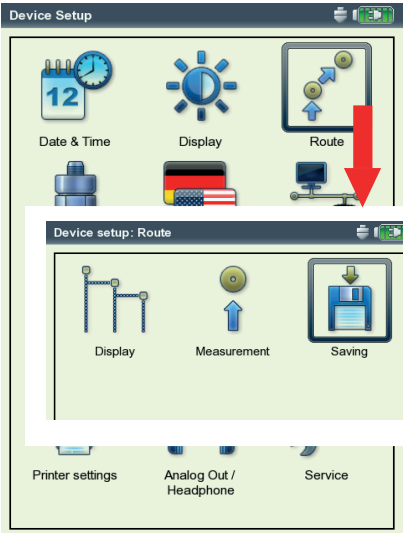 Device Setup
12
Date & Time
Display
Route
Device setup: Route
Display
Measurement
Saving
Printer settings
Analog Out /
Headphone
Service